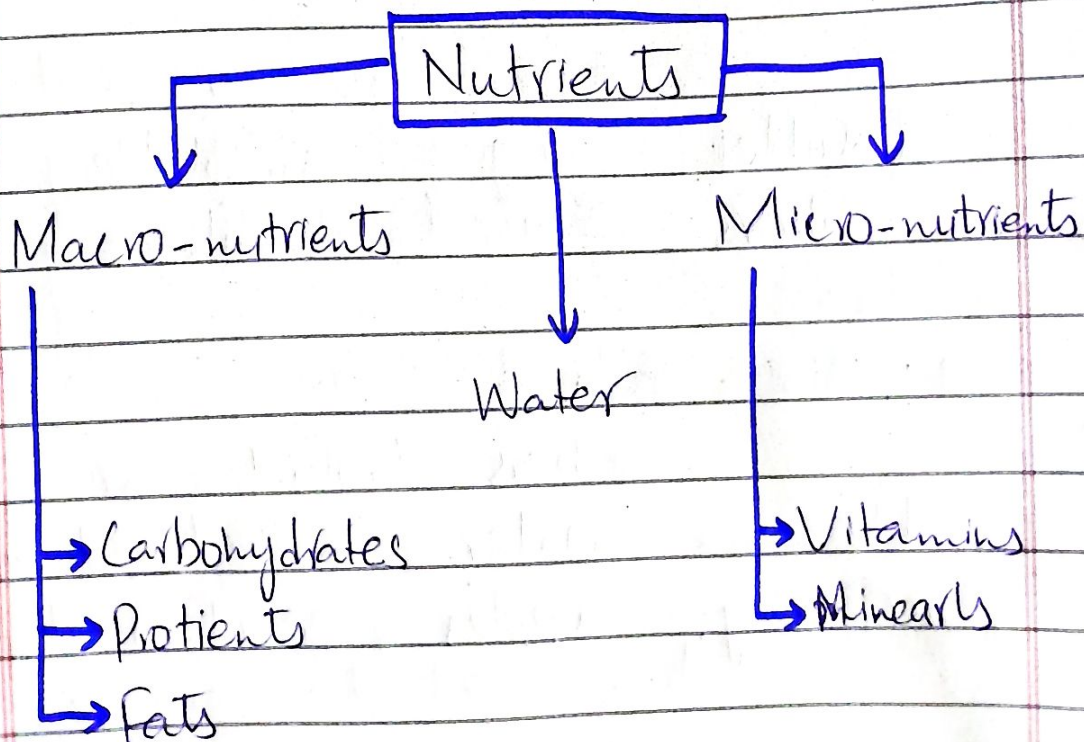 Nutrients
Macro-nutrients
Micro-nutrients
Water
Carbohydrates
Protients
Fats
Vitamins
Minearls